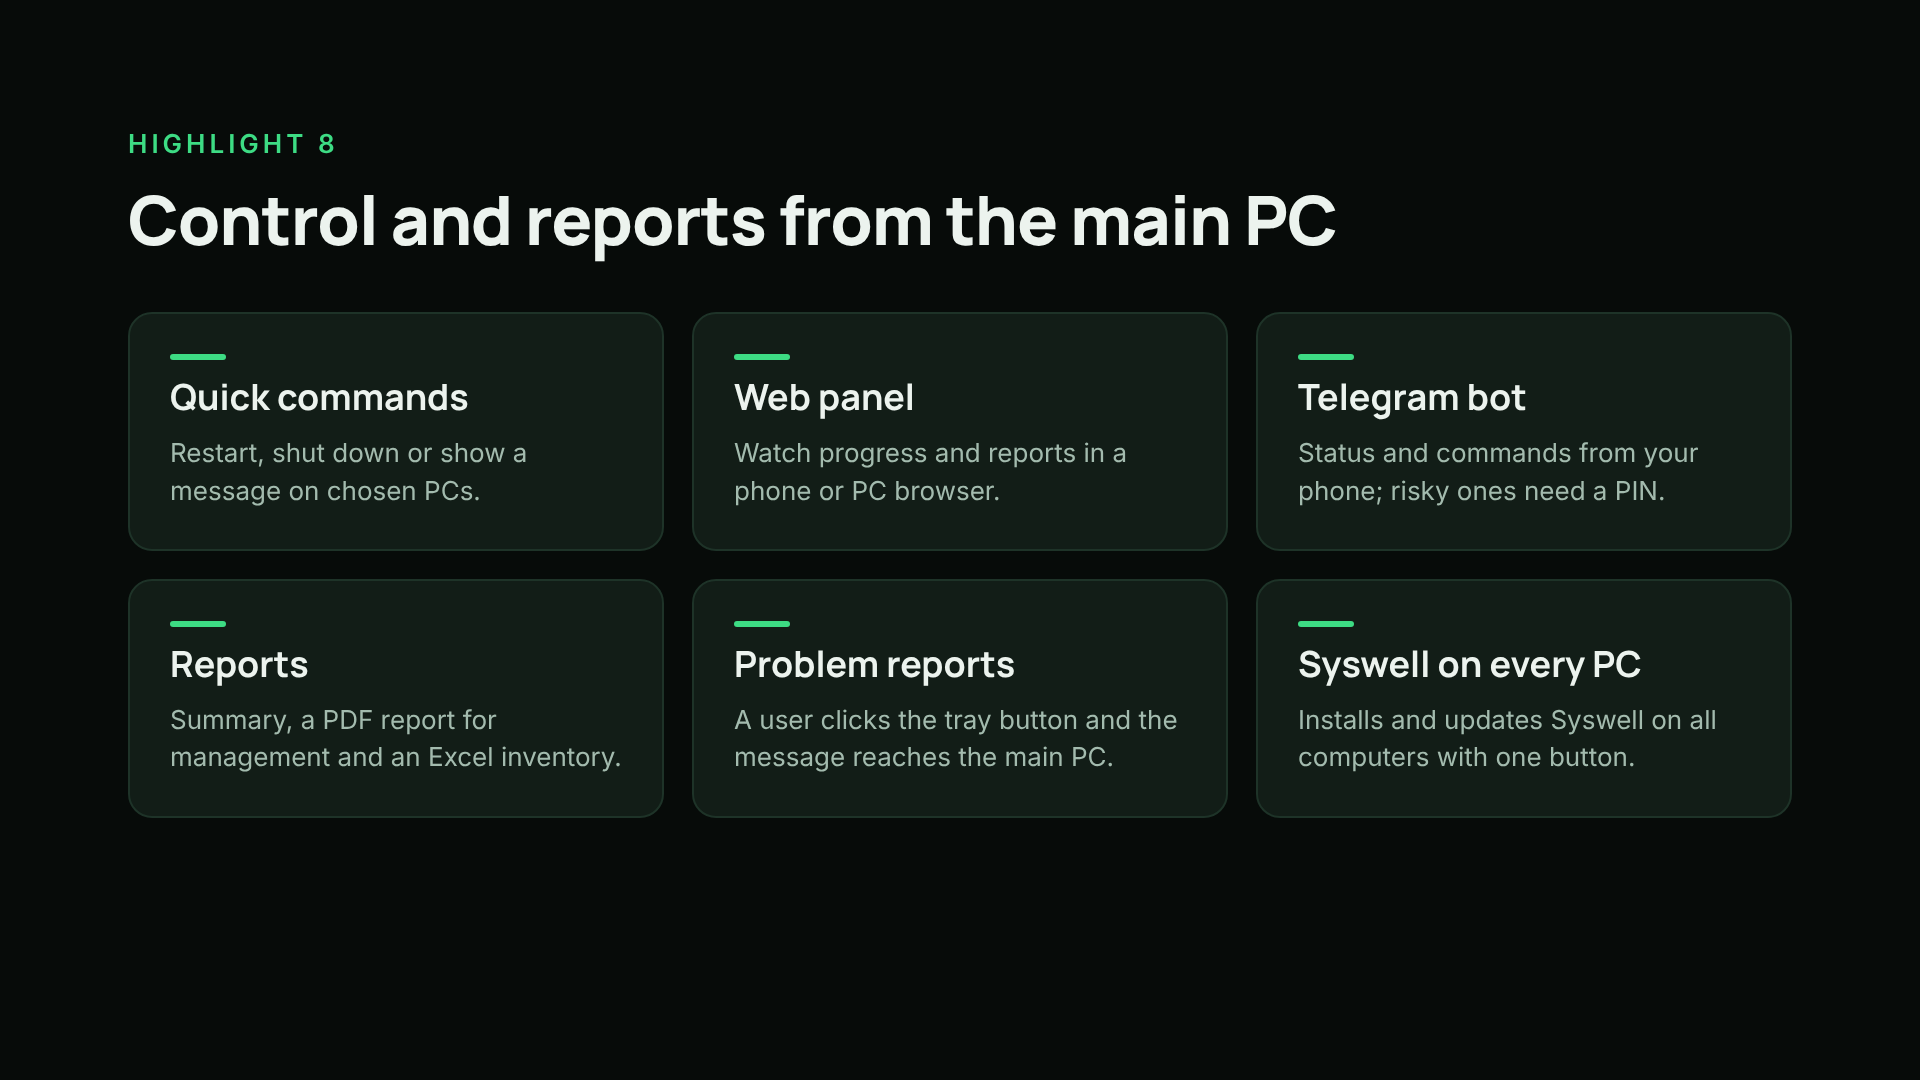 HIGHLIGHT 8
Control and reports from the main PC
Quick commands
Restart, shut down or show a
message on chosen PCs.
Web panel
Watch progress and reports in a
phone or PC browser.
Telegram bot
Status and commands from your
phone; risky ones need a PIN.
Reports
Summary, a PDF report for
management and an Excel inventory.
Problem reports
A user clicks the tray button and the
message reaches the main PC.
Syswell on every PC
Installs and updates Syswell on all
computers with one button.